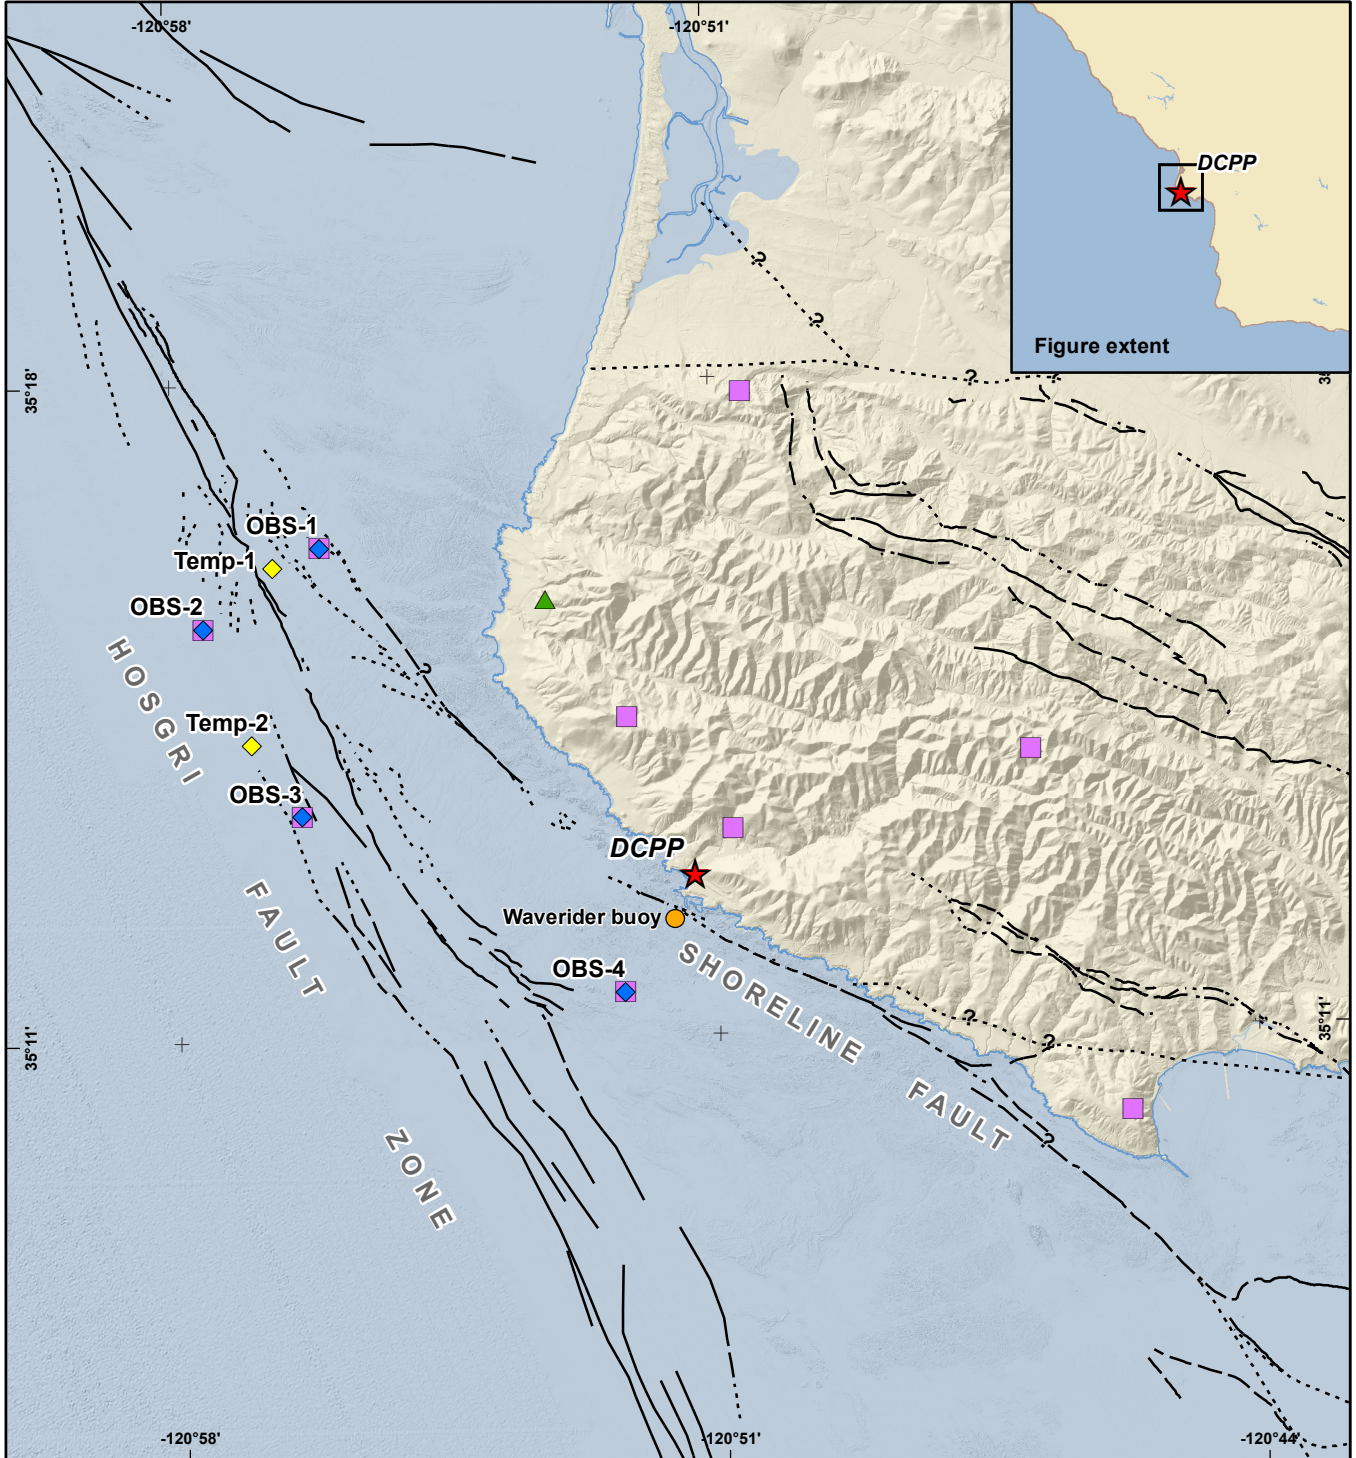 -120°58'
-120°51'
DCPP
Figure extent
?
?
35°18'
?
?
35
OBS-1
Temp-1
OBS-2
?
HOSGRI
Temp-2
OBS-3
DCPP
FAULT
Waverider buoy
SHORELINE
OBS-4
?
?
35°11'
35°11'
FAULT
?
ZONE
-120°58'
-120°51'
-120°44'